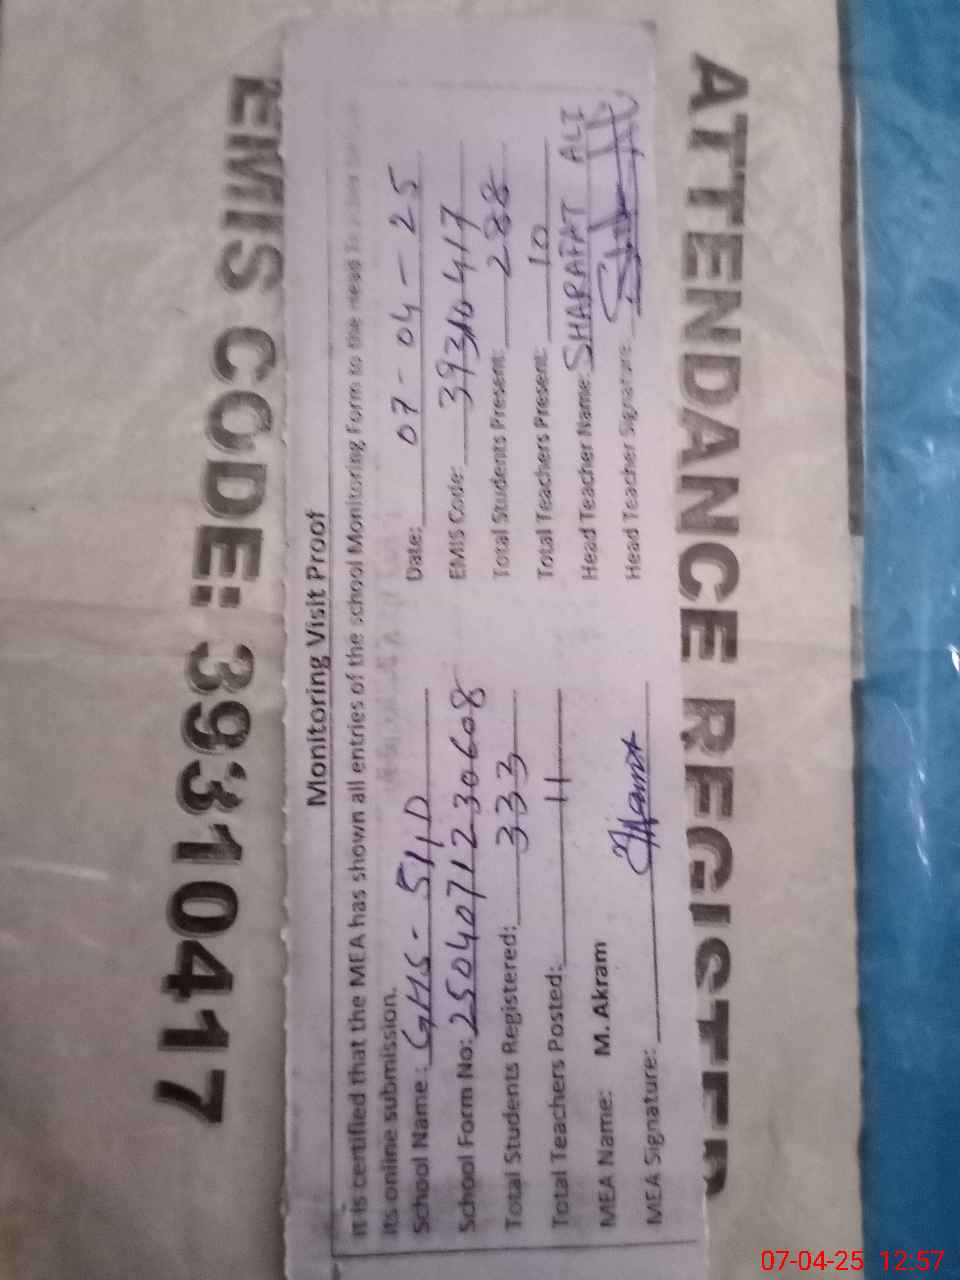 EMIS CODE: 39310417
Monitoring Visit Proof
It is certified that the MEA has shown all entries of the school Monitoring Form to the Head
its online submission.
School Name: GHS - 511D
Date: 07-04-25
School Form No: 2504071230608
EMIS Code: 39310417
Total Students Registered: 333
Total Students Present: 288
Total Teachers Posted: 11
Total Teachers Present: 10
MEA Name: M. Akram
Head Teacher Name: SHARAFAT ALI
MEA Signature:
Head Teacher Signature:
ATTENDANCE REGISTER
07-04-25 12:57